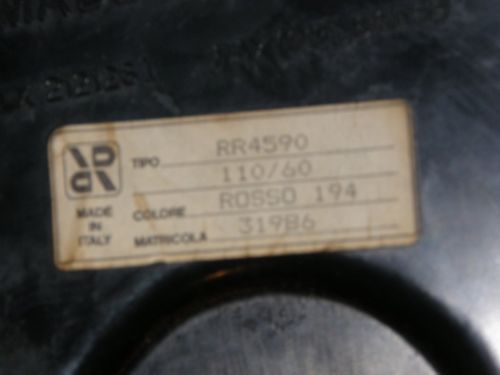 TIPO RR4590
110/60
COLORE ROSSO 194
MATRICOLA 31986
MADE
IN
ITALY